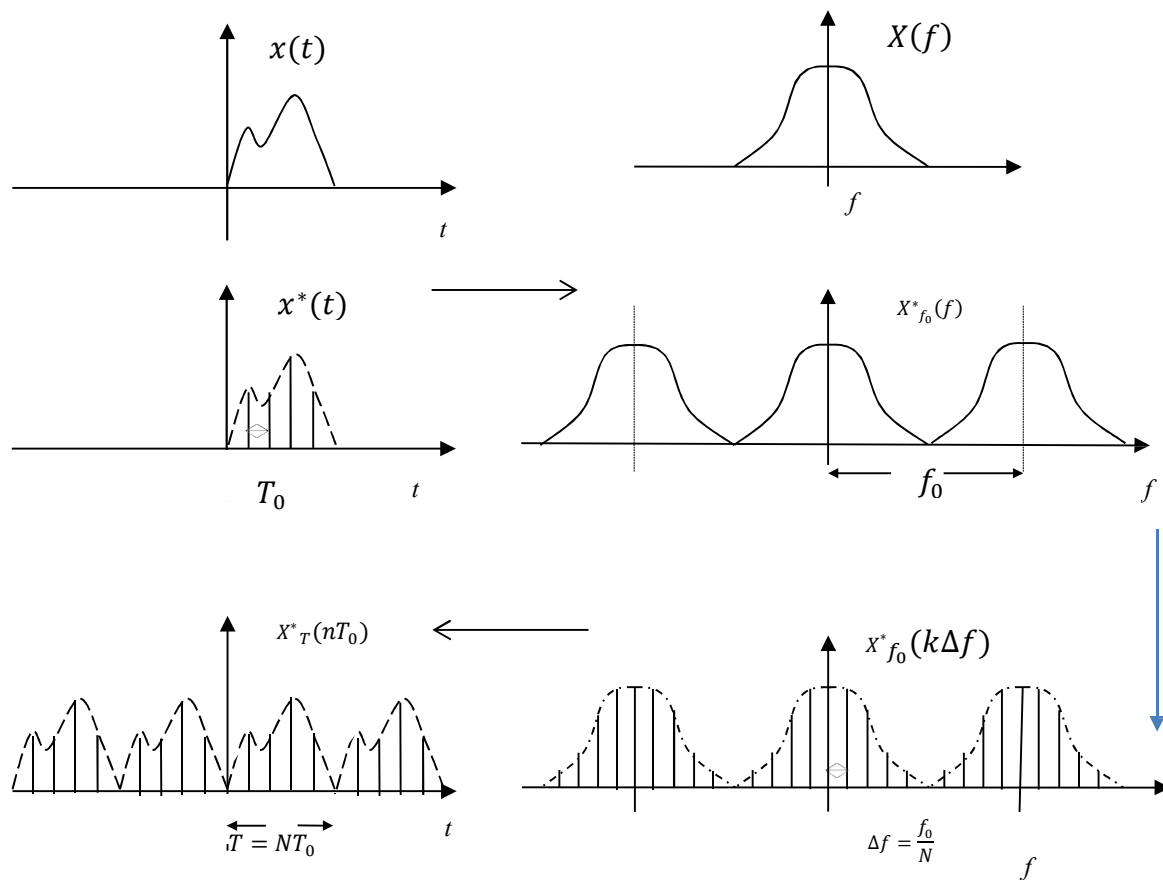 x(t)
X(f)
t
f
x*(t)
X*f₀(f)
T₀
t
f₀
f
X*T(nT₀)
X*f₀(kΔf)
T = NT₀
t
Δf = f₀/N
f